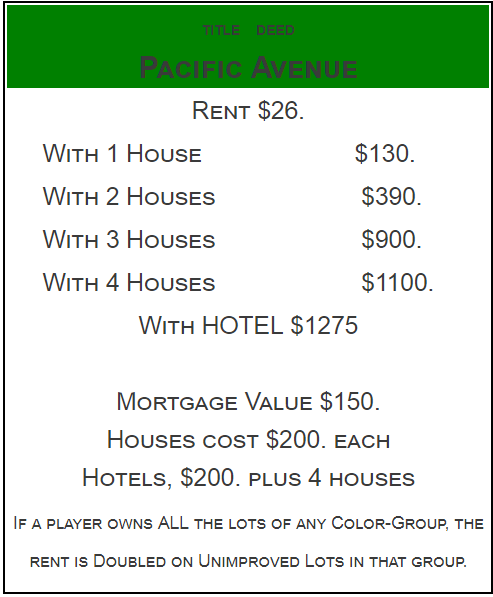 TITLE DEED
PACIFIC AVENUE
RENT $26.
WITH 1 HOUSE $130.
WITH 2 HOUSES $390.
WITH 3 HOUSES $900.
WITH 4 HOUSES $1100.
WITH HOTEL $1275
MORTGAGE VALUE $150.
HOUSES COST $200. EACH
HOTELS, $200. PLUS 4 HOUSES
IF A PLAYER OWNS ALL THE LOTS OF ANY COLOR-GROUP, THE
RENT IS DOUBLED ON UNIMPROVED LOTS IN THAT GROUP.